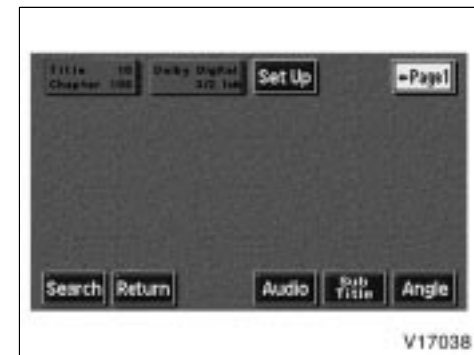 Title 10
Chapter 100
Dolby Digital
3/2 1ch
Set Up
←Page1
Search
Return
Audio
Sub
Title
Angle
V17038